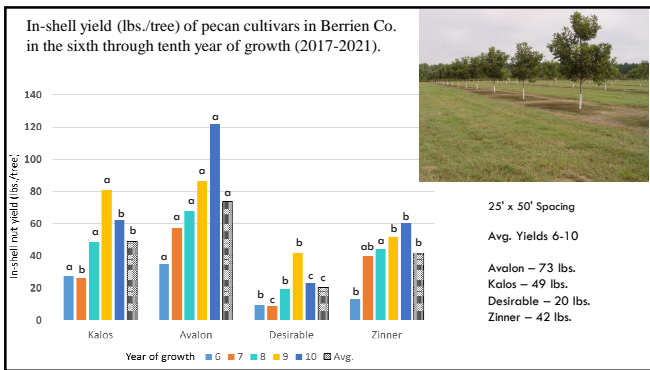 In-shell yield (lbs./tree) of pecan cultivars in Berrien Co.
in the sixth through tenth year of growth (2017-2021).
In-shell nut yield (lbs./tree)
140
120
100
80
60
40
20
0
a b a a b b
a a a a a a
b c b b c c
b ab a b b b
Kalos Avalon Desirable Zinner
Year of growth 6 7 8 9 10 Avg.
25' x 50' Spacing
Avg. Yields 6-10
Avalon – 73 lbs.
Kalos – 49 lbs.
Desirable – 20 lbs.
Zinner – 42 lbs.